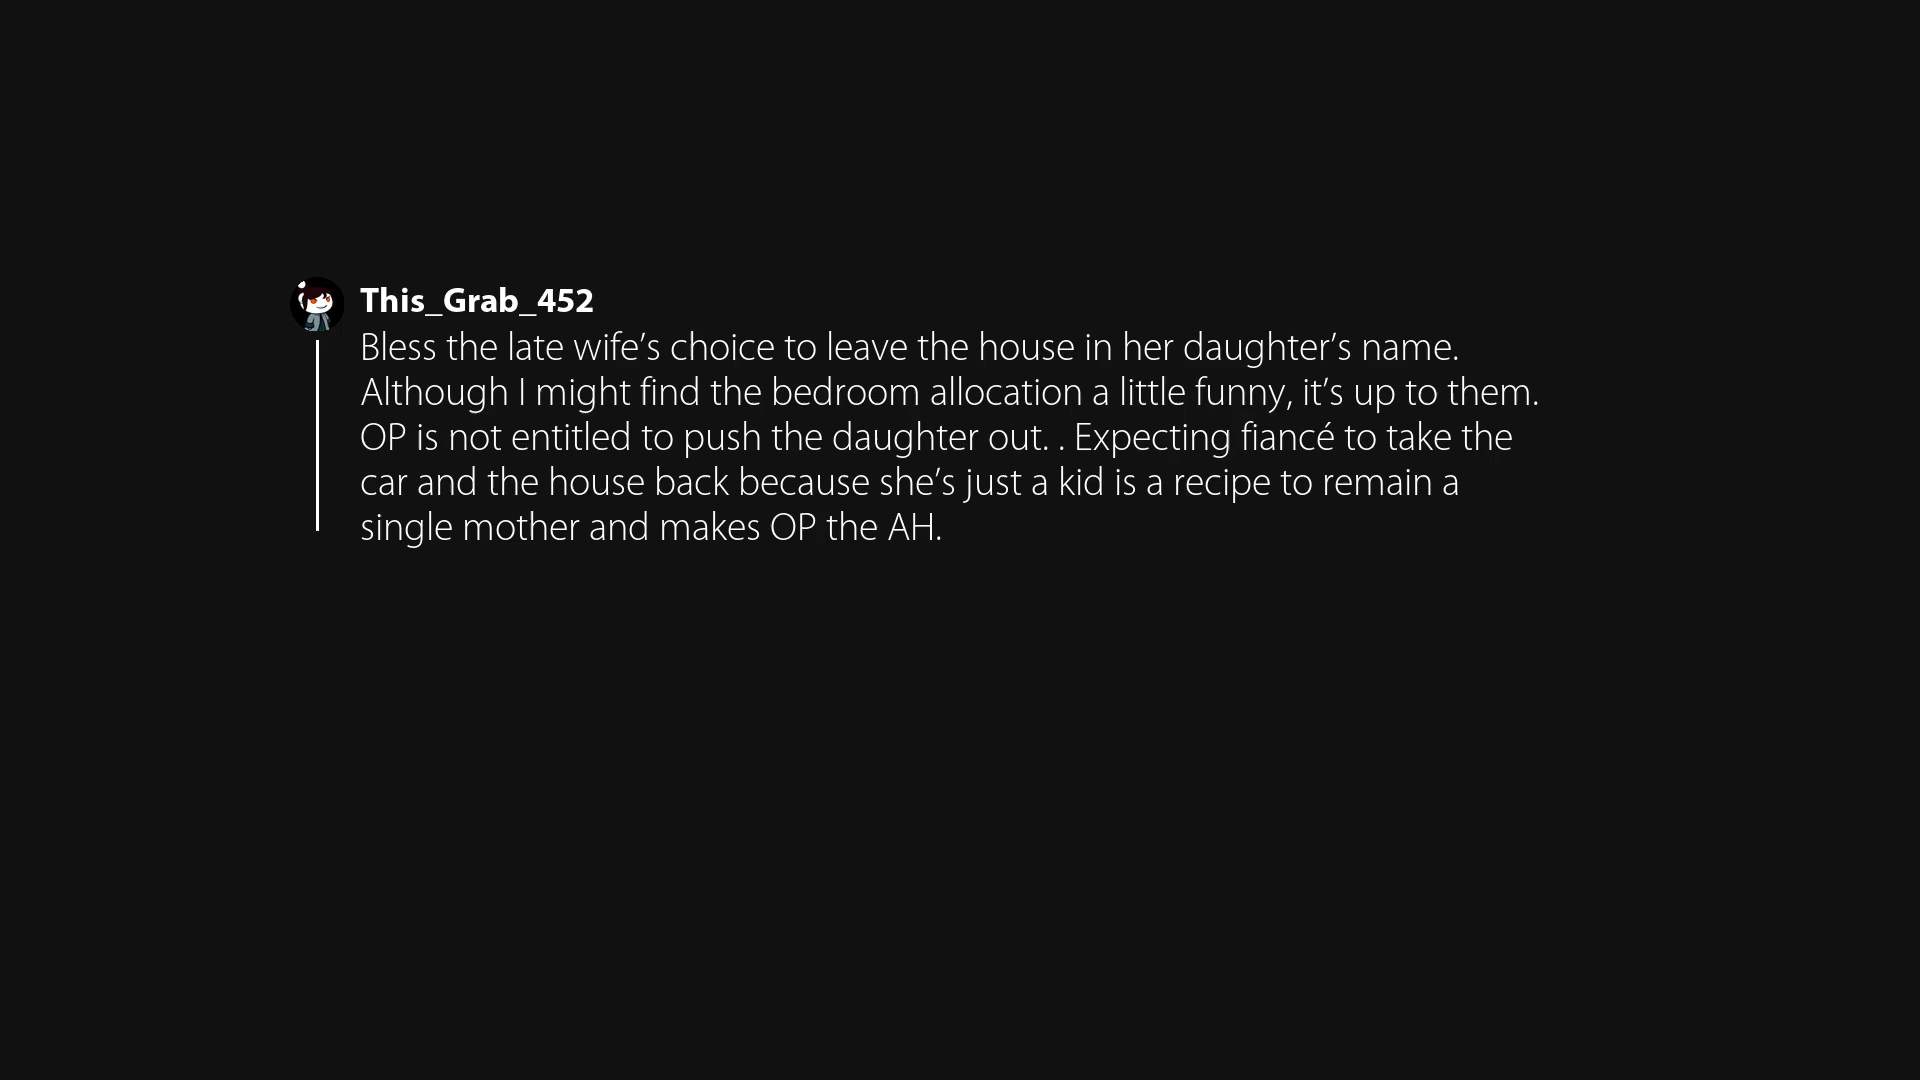 This_Grab_452
Bless the late wife’s choice to leave the house in her daughter’s name.
Although I might find the bedroom allocation a little funny, it’s up to them.
OP is not entitled to push the daughter out. . Expecting fiancé to take the
car and the house back because she’s just a kid is a recipe to remain a
single mother and makes OP the AH.